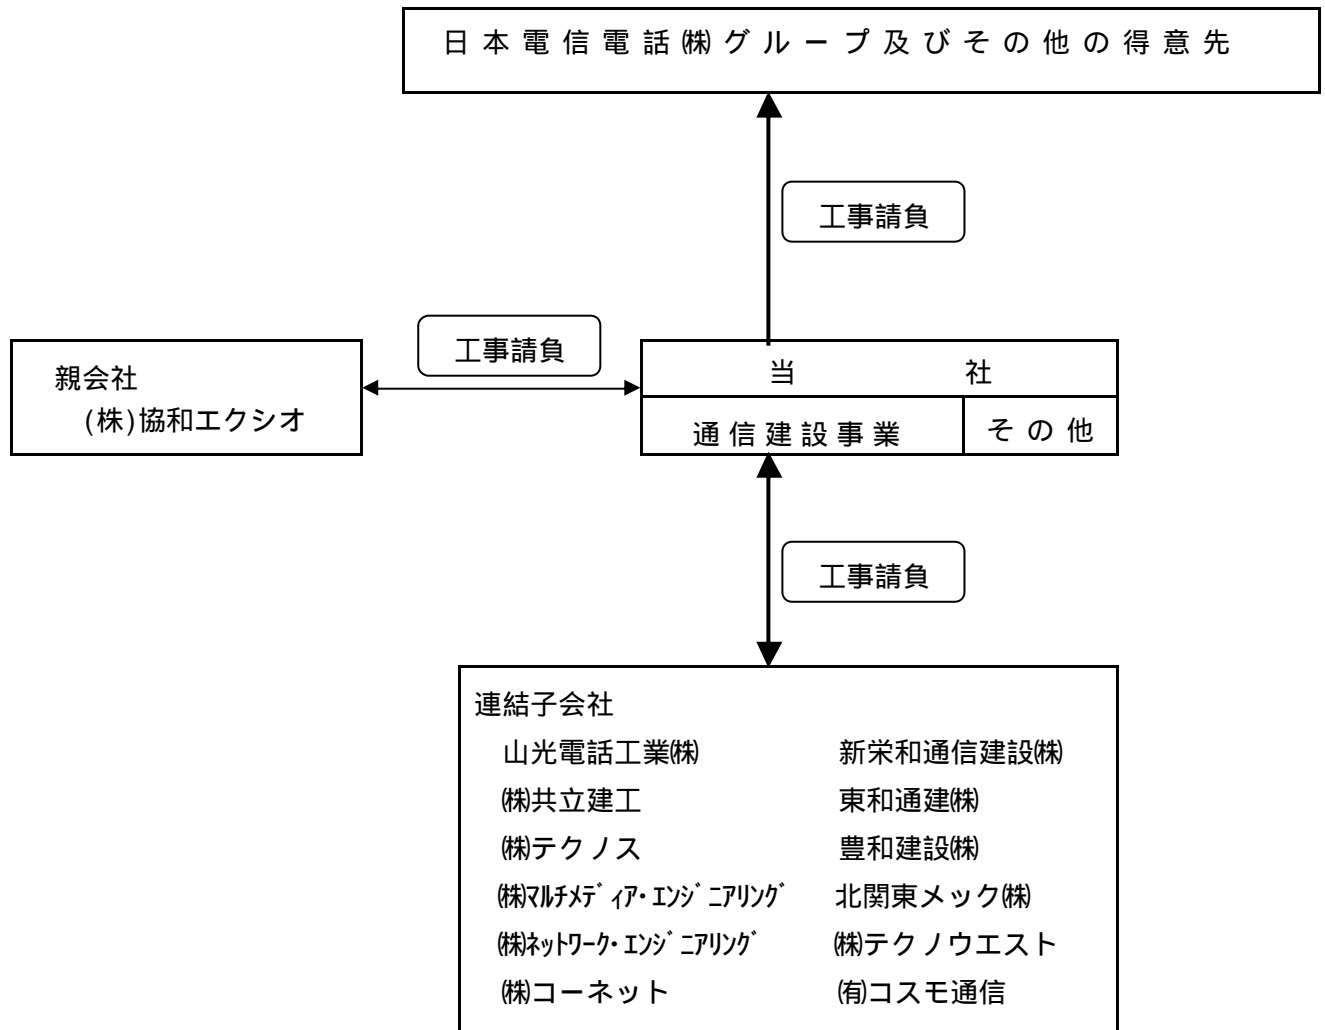 日本電信電話㈱グループ及びその他の得意先
工事請負
工事請負
親会社
(株)協和エクシオ
当 社
通信建設事業 その他
工事請負
連結子会社
山光電話工業㈱ 新栄和通信建設㈱
㈱共立建工 東和通建㈱
㈱テクノス 豊和建設㈱
㈱ﾏﾙﾁﾒﾃﾞｨｱ･ｴﾝｼﾞﾆｱﾘﾝｸﾞ 北関東メック㈱
㈱ﾈｯﾄﾜｰｸ･ｴﾝｼﾞﾆｱﾘﾝｸﾞ ㈱テクノウエスト
㈱コーネット ㈲コスモ通信